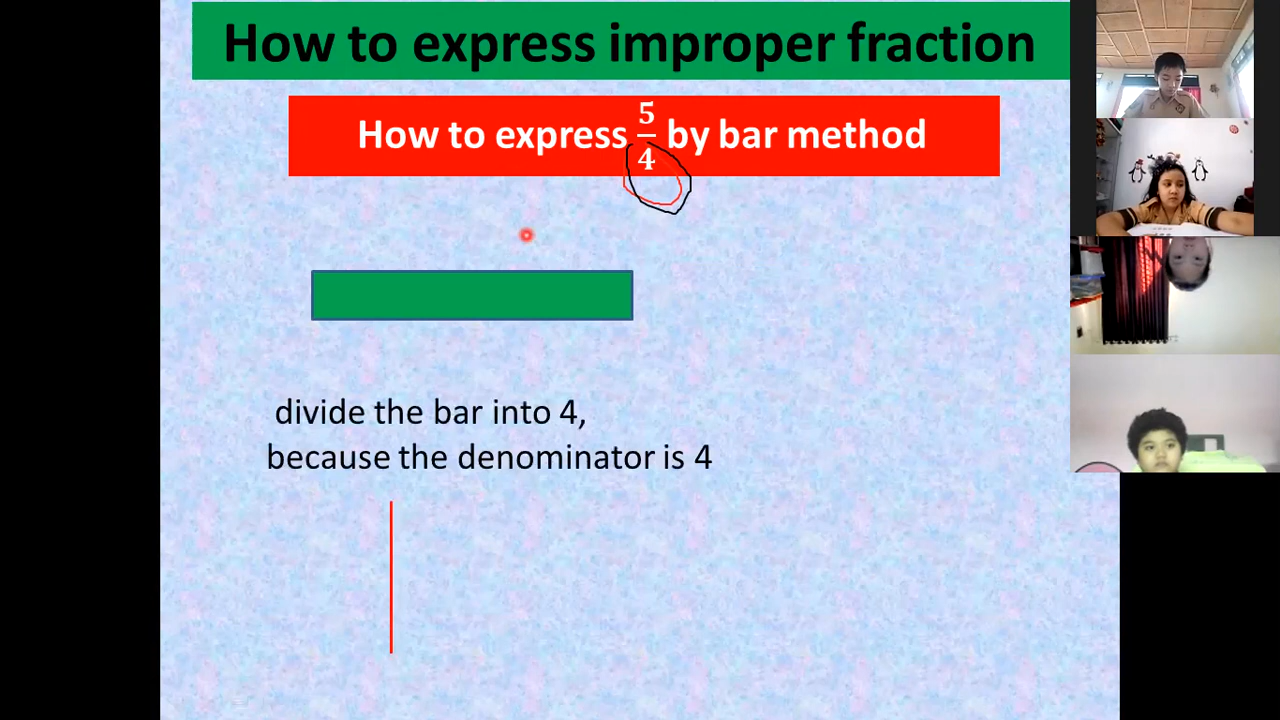 How to express improper fraction
How to express 5/4 by bar method
divide the bar into 4,
because the denominator is 4